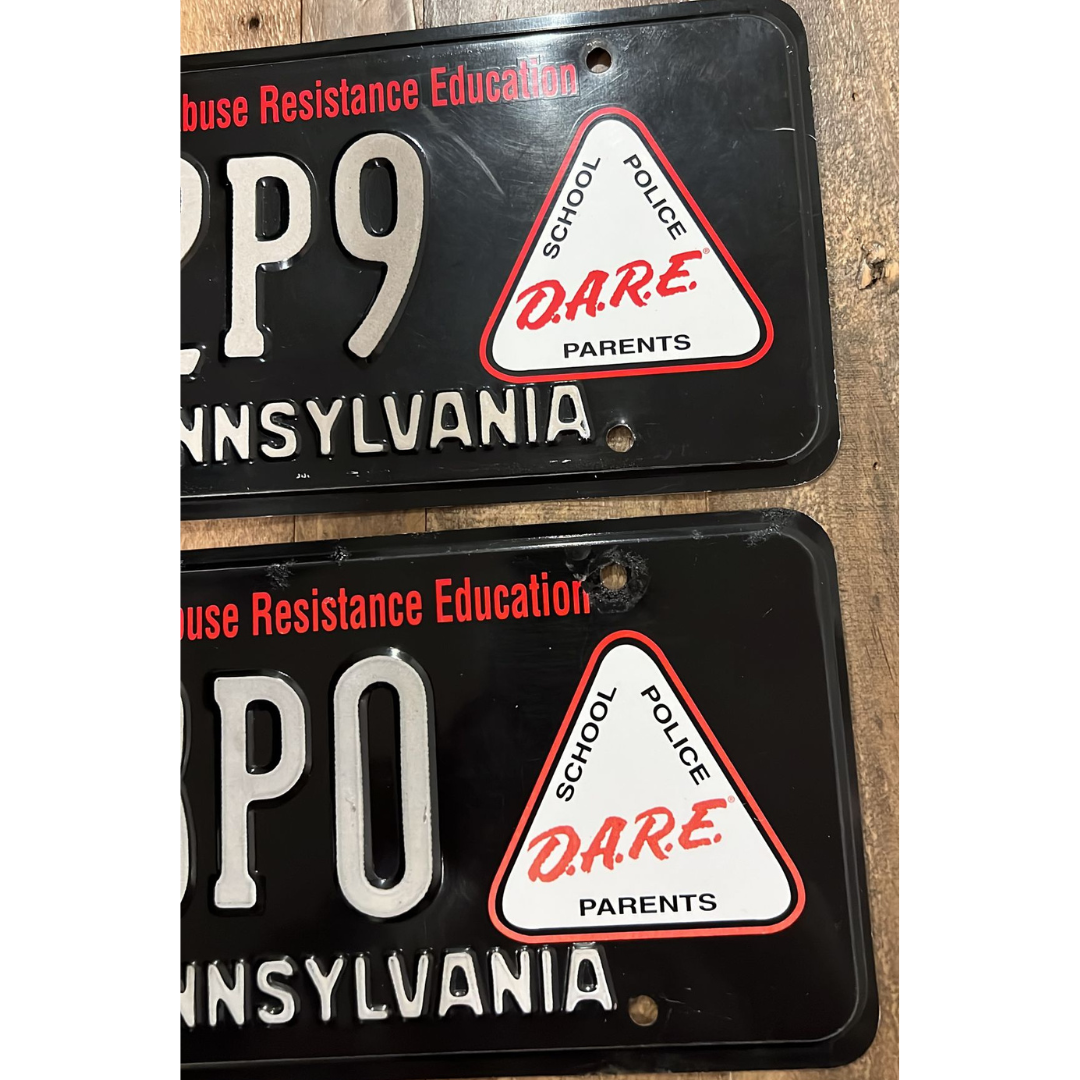 buse Resistance Education
2P9
SCHOOL
POLICE
D.A.R.E.®
PARENTS
NNSYLVANIA
buse Resistance Education
3P0
SCHOOL
POLICE
D.A.R.E.®
PARENTS
NNSYLVANIA